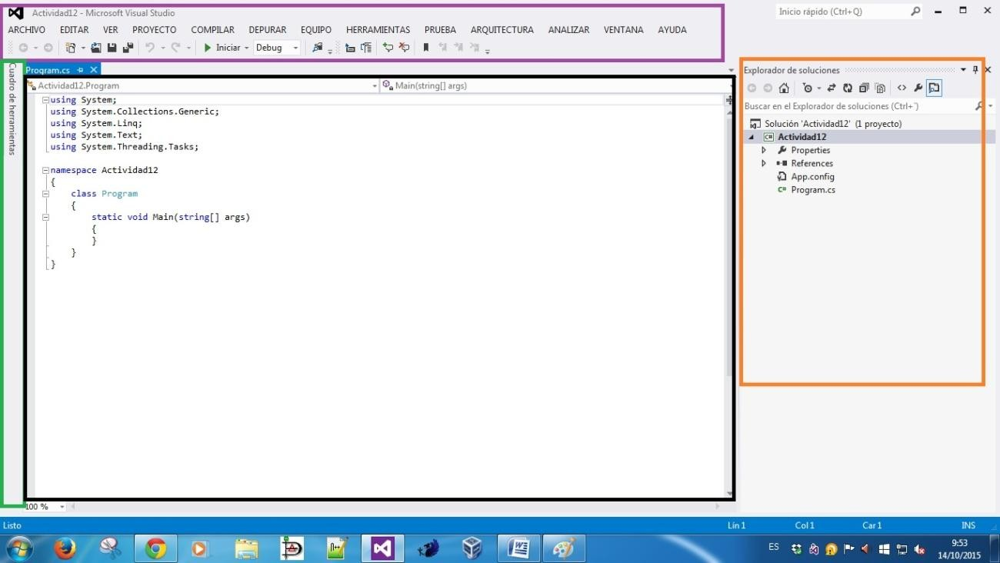 Actividad12 - Microsoft Visual Studio
Inicio rápido (Ctrl+Q)
ARCHIVO EDITAR VER PROYECTO COMPILAR DEPURAR EQUIPO HERRAMIENTAS PRUEBA ARQUITECTURA ANALIZAR VENTANA AYUDA
Iniciar Debug
Cuadro de herramientas
Program.cs
Actividad12.Program
Main(string[] args)
using System;
using System.Collections.Generic;
using System.Linq;
using System.Text;
using System.Threading.Tasks;
namespace Actividad12
{
class Program
{
static void Main(string[] args)
{
}
}
}
100 %
Explorador de soluciones
Buscar en el Explorador de soluciones (Ctrl+¨)
Solución 'Actividad12' (1 proyecto)
C# Actividad12
Properties
References
App.config
C# Program.cs
Listo
Lín 1
Col 1
Car 1
INS
ES
9:53
14/10/2015